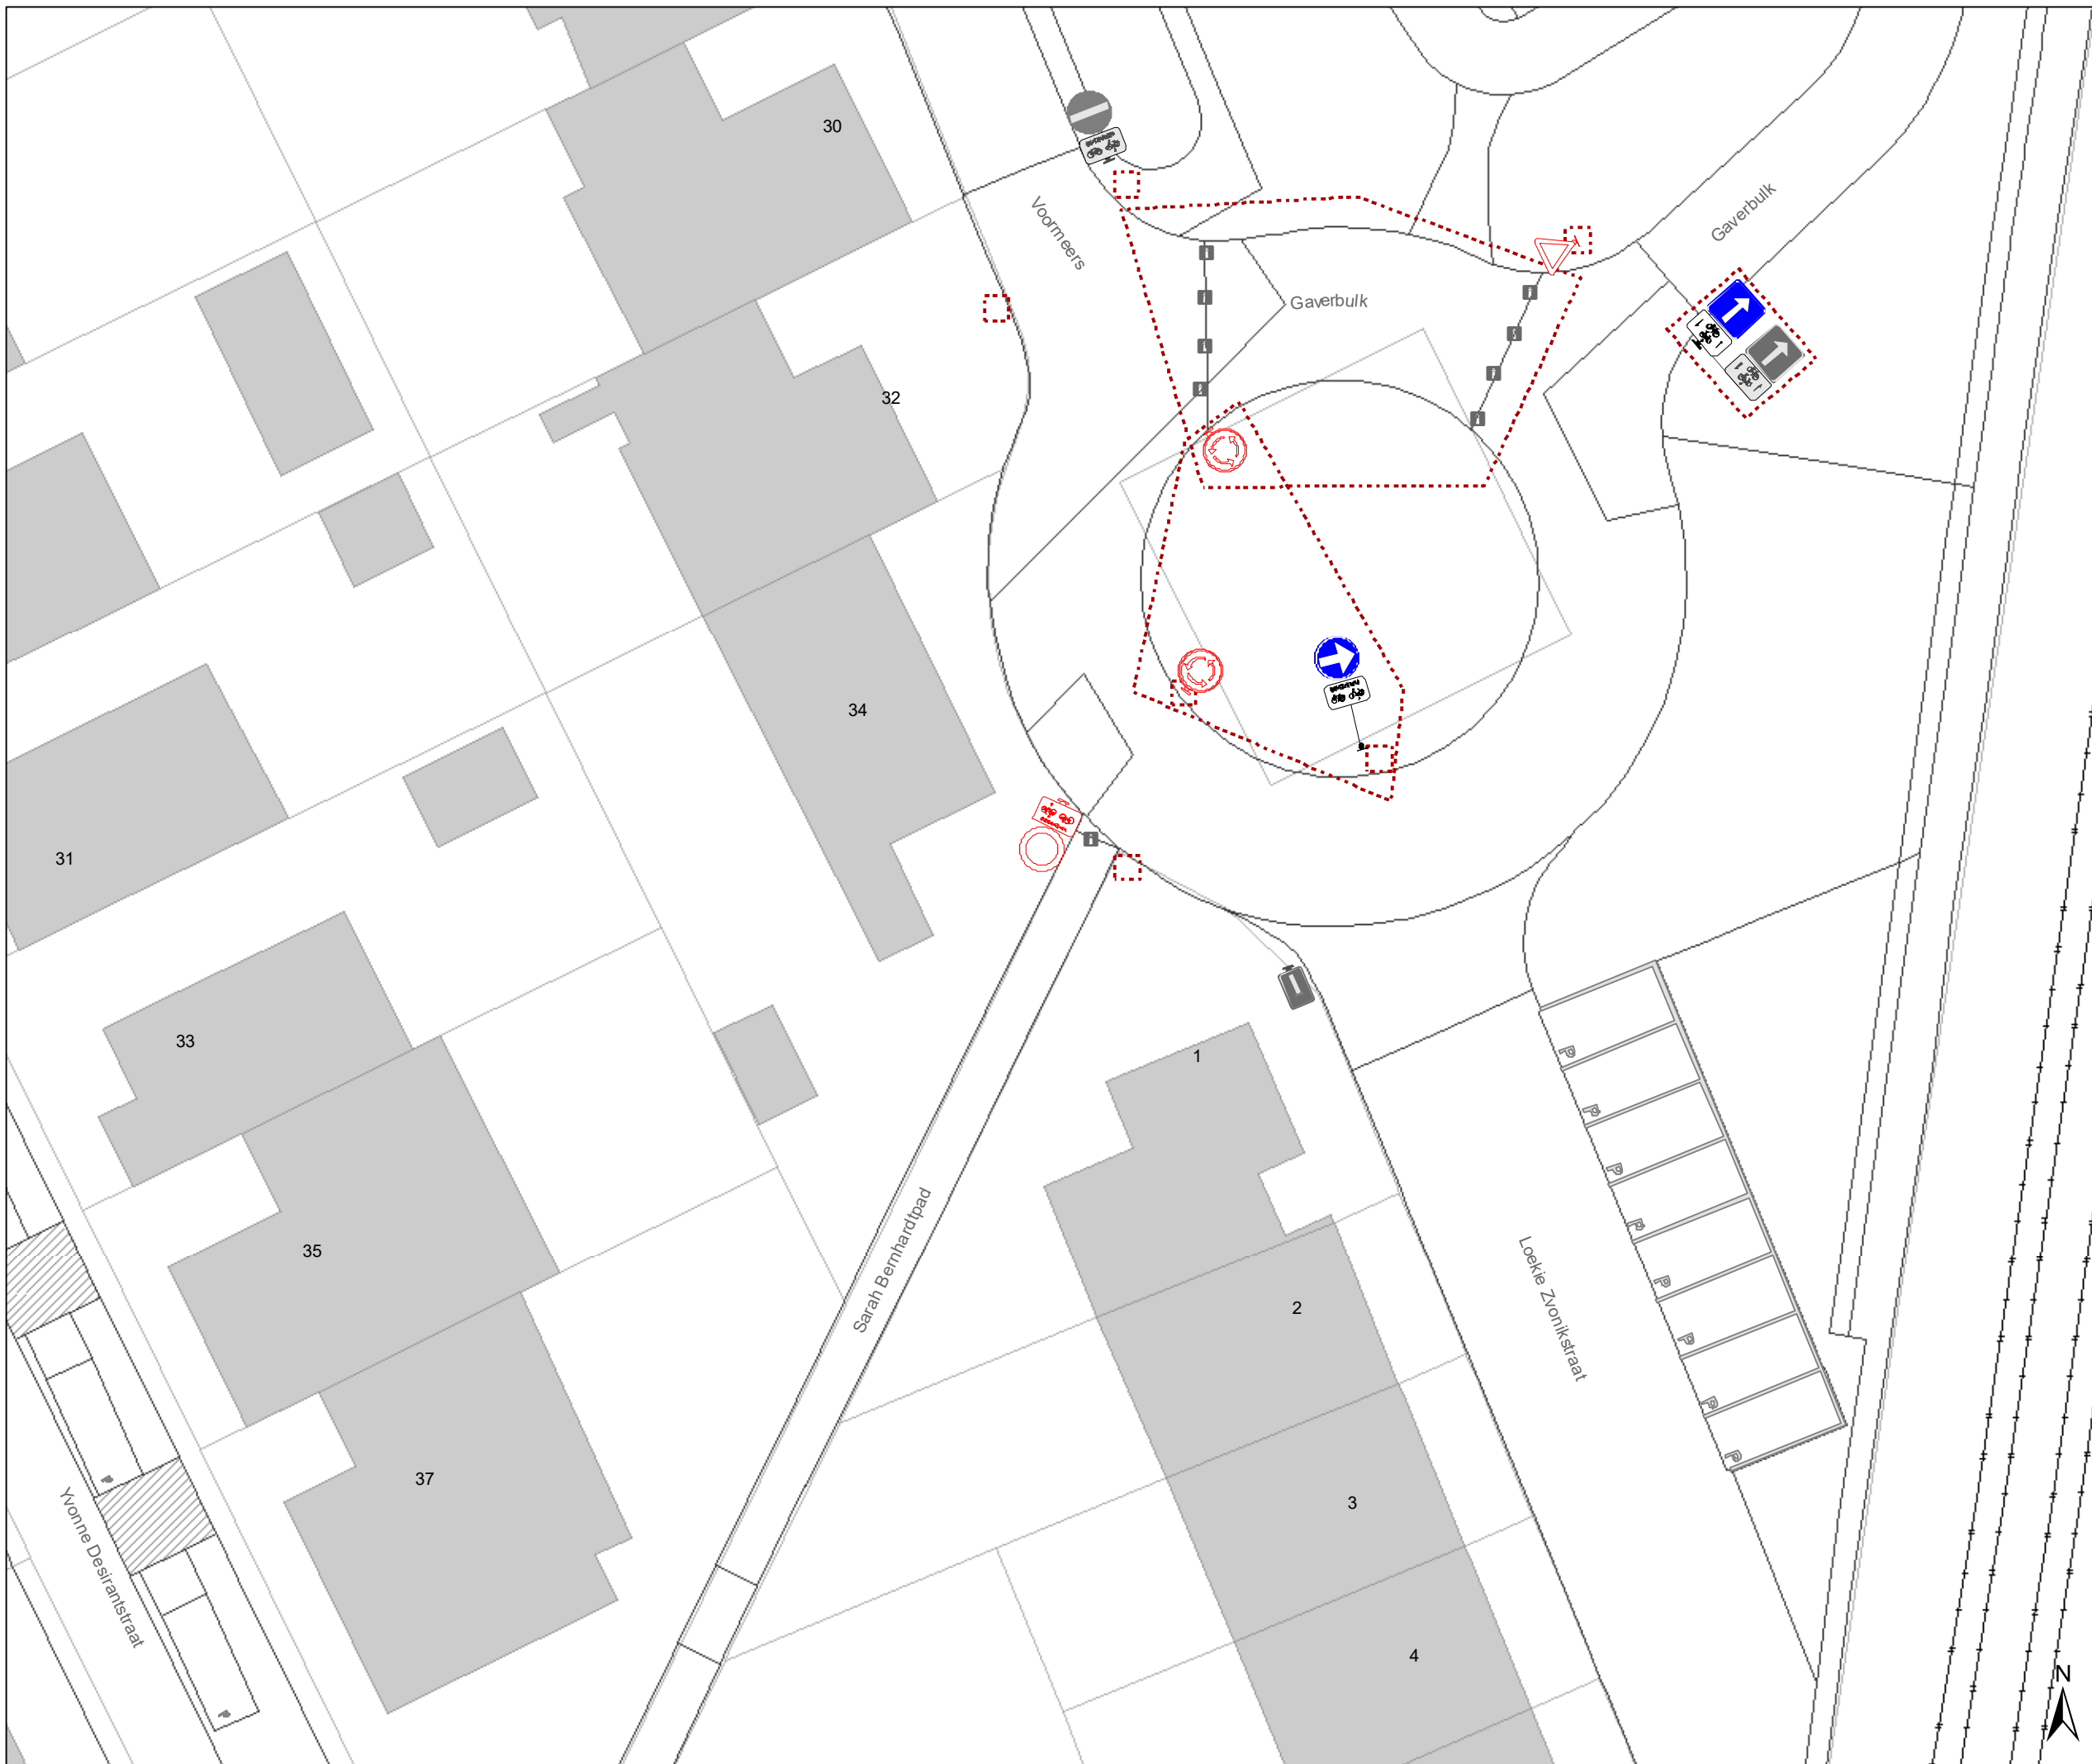 30
Voormeers
Gaverbulk
Gaverbulk
32
34
31
33
1
35
Sarah Bernhardtpad
2
Loekie Zvonikstraat
37
3
Yvonne Desirantstraat
4
N
P
P
P
P
P
P
P
P
P
P